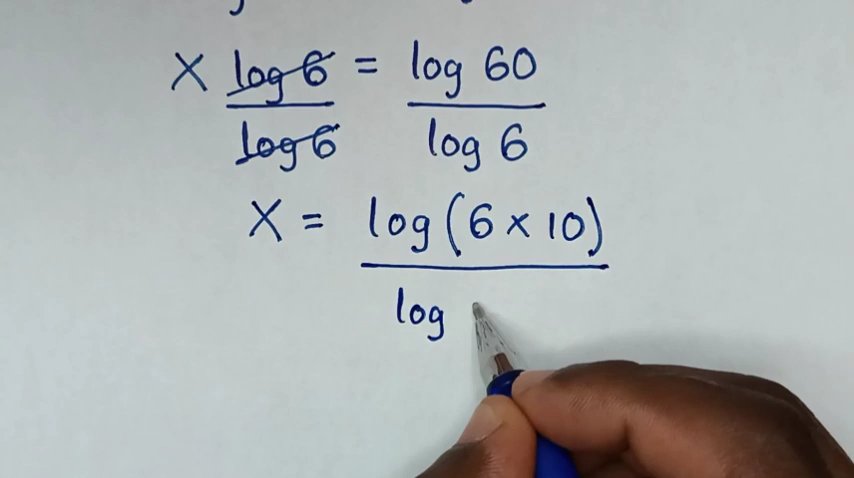 X log 6 = log 60
log 6 log 6
X = log (6 × 10)
log